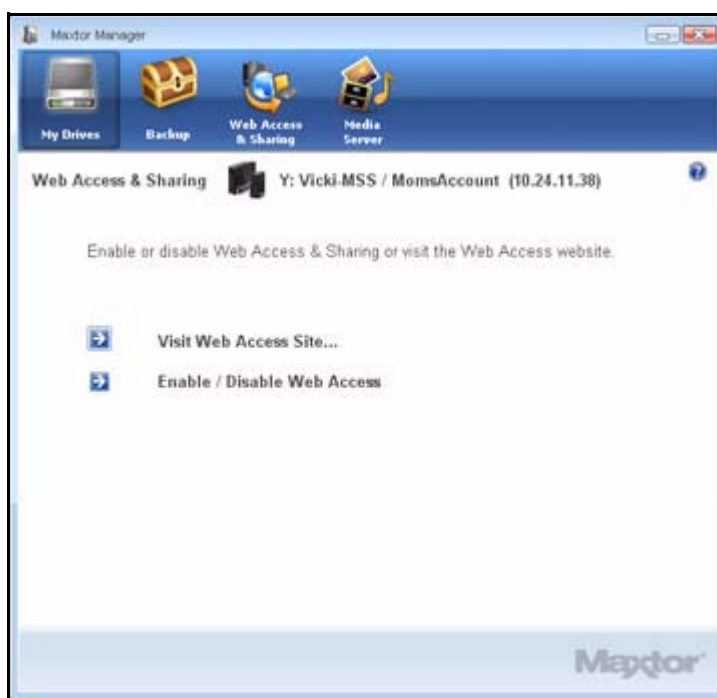 Maxtor Manager
My Drives
Backup
Web Access
& Sharing
Media
Server
Web Access & Sharing Y: Vicki-MSS / MomsAccount (10.24.11.38)
Enable or disable Web Access & Sharing or visit the Web Access website.
Visit Web Access Site...
Enable / Disable Web Access
Maxtor